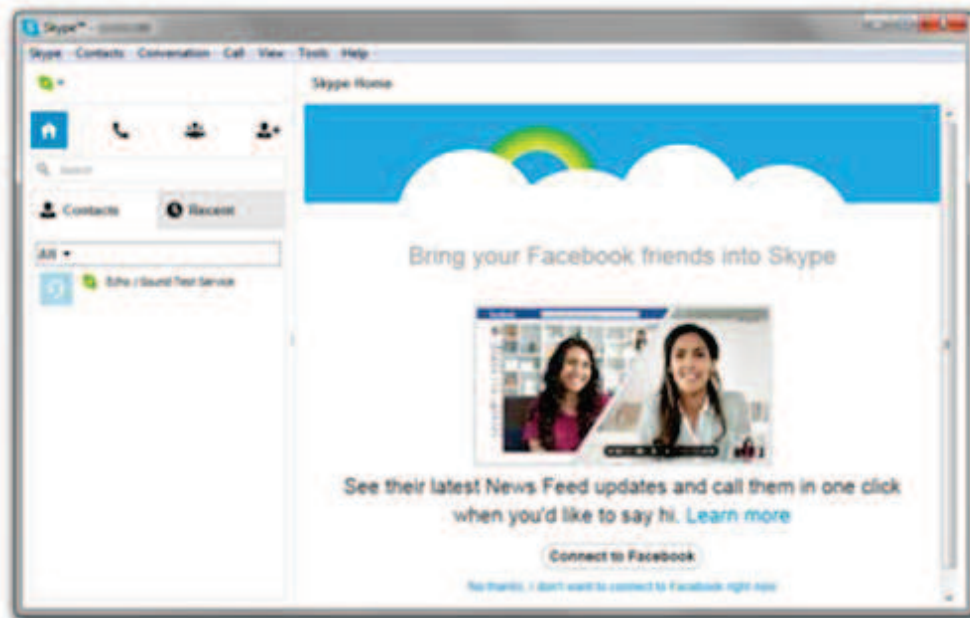 Skype™
Skype Contacts Conversation Call View Tools Help
Skype Home
Search
Contacts
Recent
All
Echo / Sound Test Service
Bring your Facebook friends into Skype
See their latest News Feed updates and call them in one click
when you'd like to say hi. Learn more
Connect to Facebook
No thanks, I don't want to connect to Facebook right now